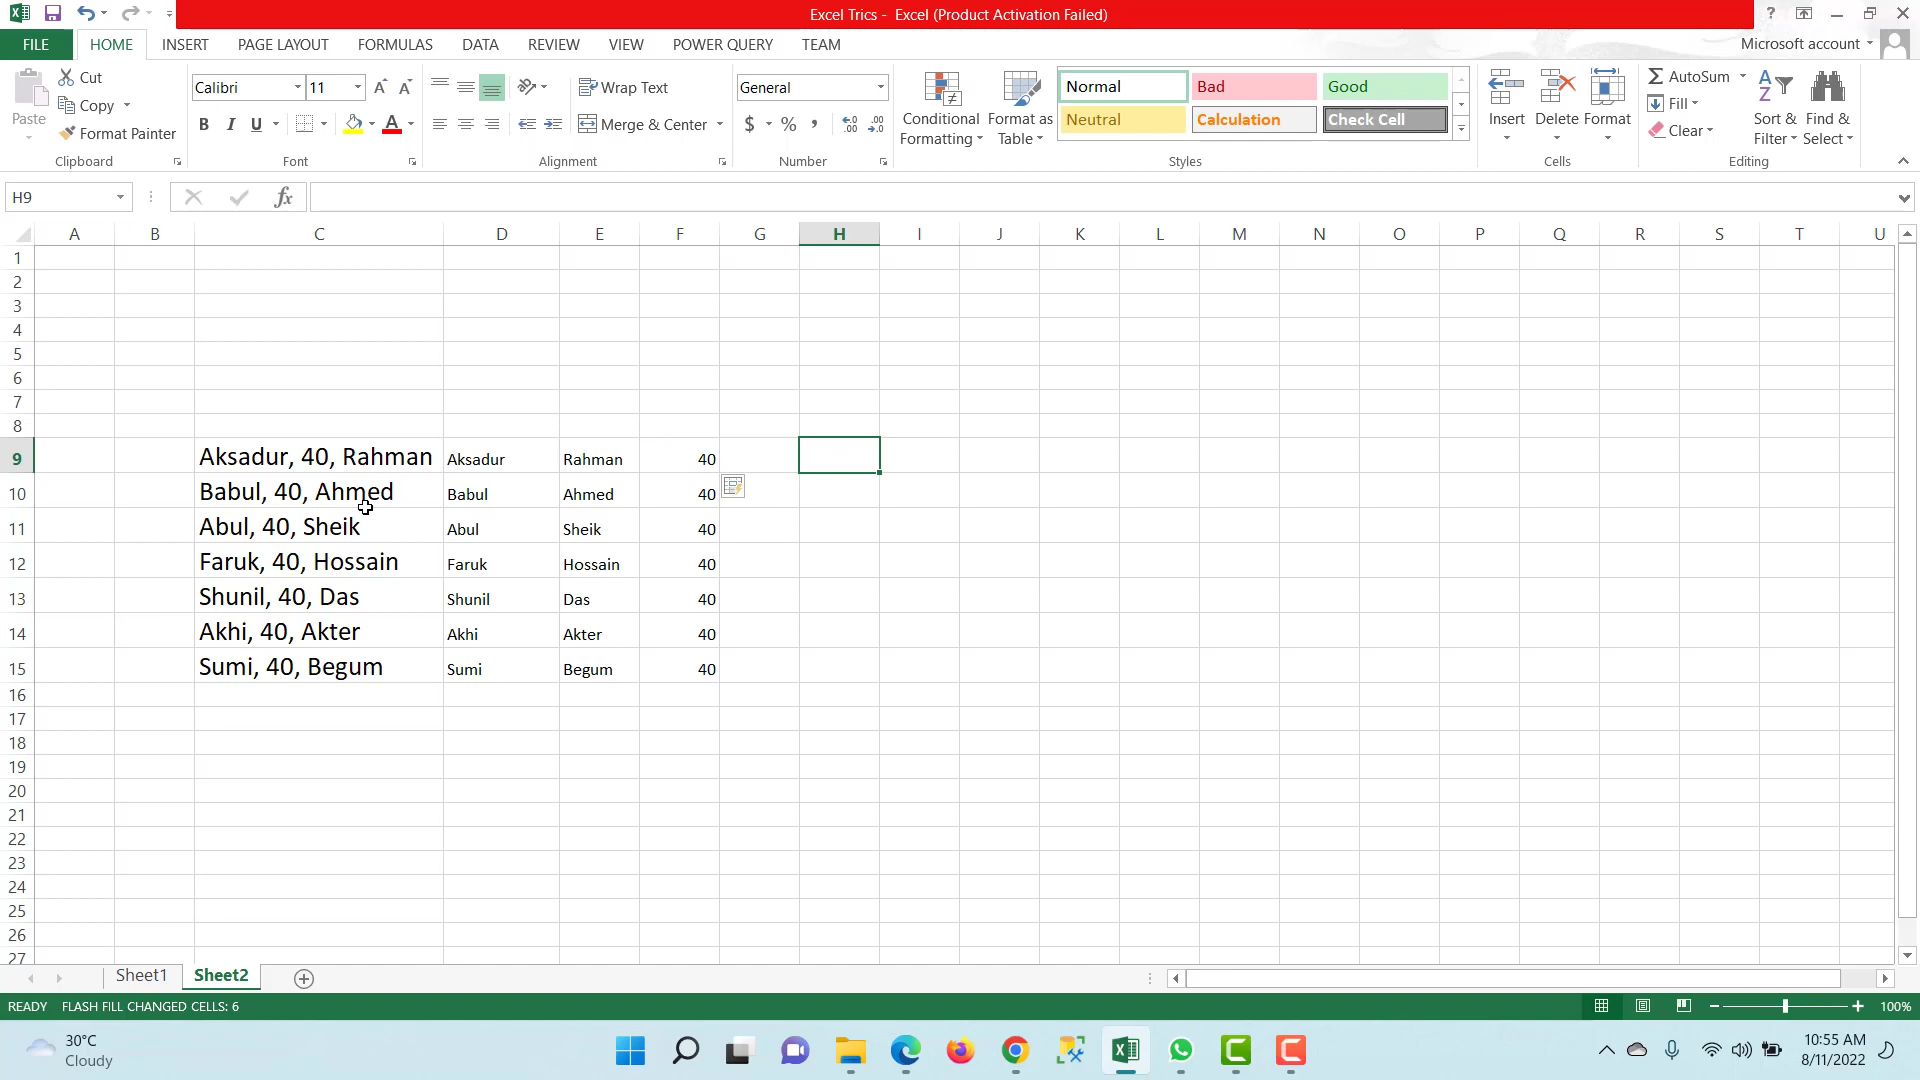 Excel Trics - Excel (Product Activation Failed)
FILE HOME INSERT PAGE LAYOUT FORMULAS DATA REVIEW VIEW POWER QUERY TEAM Microsoft account
Paste Cut Copy Format Painter Clipboard
Calibri 11 B I U Font
Wrap Text Merge & Center Alignment
General $ % , Number
Conditional Formatting Format as Table
Normal Bad Good
Neutral Calculation Check Cell
Styles
Insert Delete Format Cells
AutoSum Fill Clear Sort & Filter Find & Select Editing
H9 fx
A B C D E F G H I J K L M N O P Q R S T U
1
2
3
4
5
6
7
8
9 Aksadur, 40, Rahman Aksadur Rahman 40
10 Babul, 40, Ahmed Babul Ahmed 40
11 Abul, 40, Sheik Abul Sheik 40
12 Faruk, 40, Hossain Faruk Hossain 40
13 Shunil, 40, Das Shunil Das 40
14 Akhi, 40, Akter Akhi Akter 40
15 Sumi, 40, Begum Sumi Begum 40
16
17
18
19
20
21
22
23
24
25
26
27
Sheet1 Sheet2
READY FLASH FILL CHANGED CELLS: 6 100%
30°C
Cloudy
10:55 AM
8/11/2022